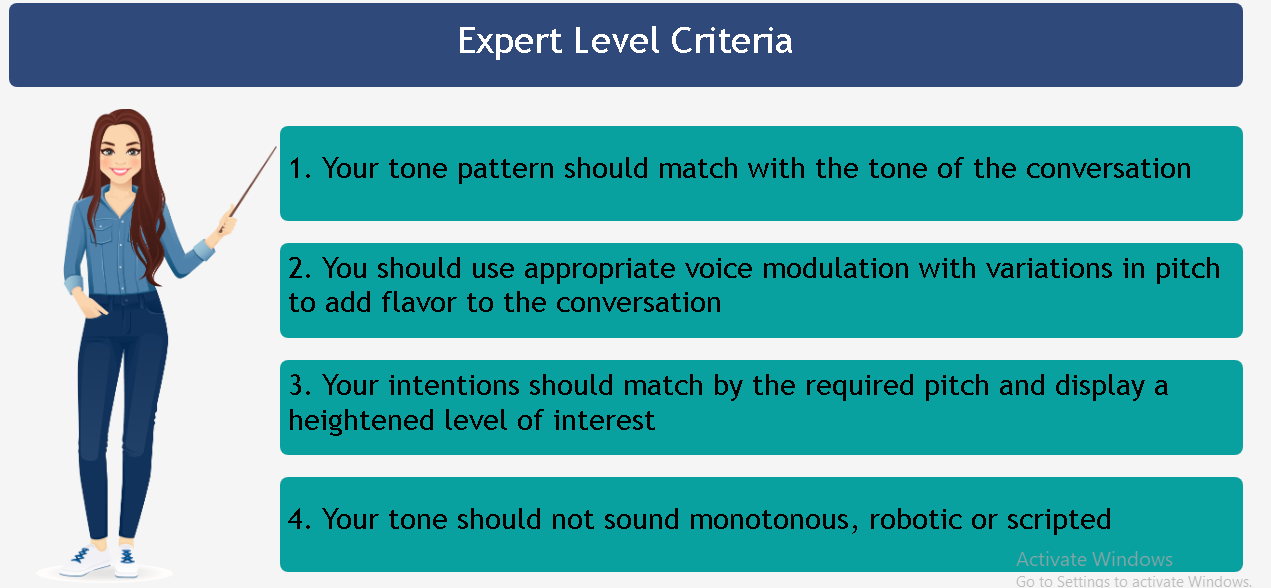 Expert Level Criteria
1. Your tone pattern should match with the tone of the conversation
2. You should use appropriate voice modulation with variations in pitch
to add flavor to the conversation
3. Your intentions should match by the required pitch and display a
heightened level of interest
4. Your tone should not sound monotonous, robotic or scripted
Activate Windows
Go to Settings to activate Windows.